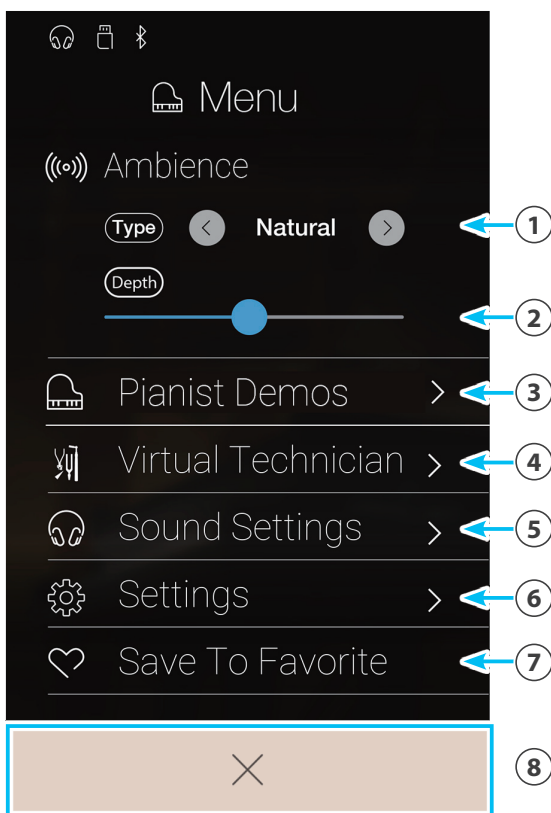 Menu
Ambience
Type < Natural > 1
Depth
2
Pianist Demos > 3
Virtual Technician > 4
Sound Settings > 5
Settings > 6
Save To Favorite 7
8